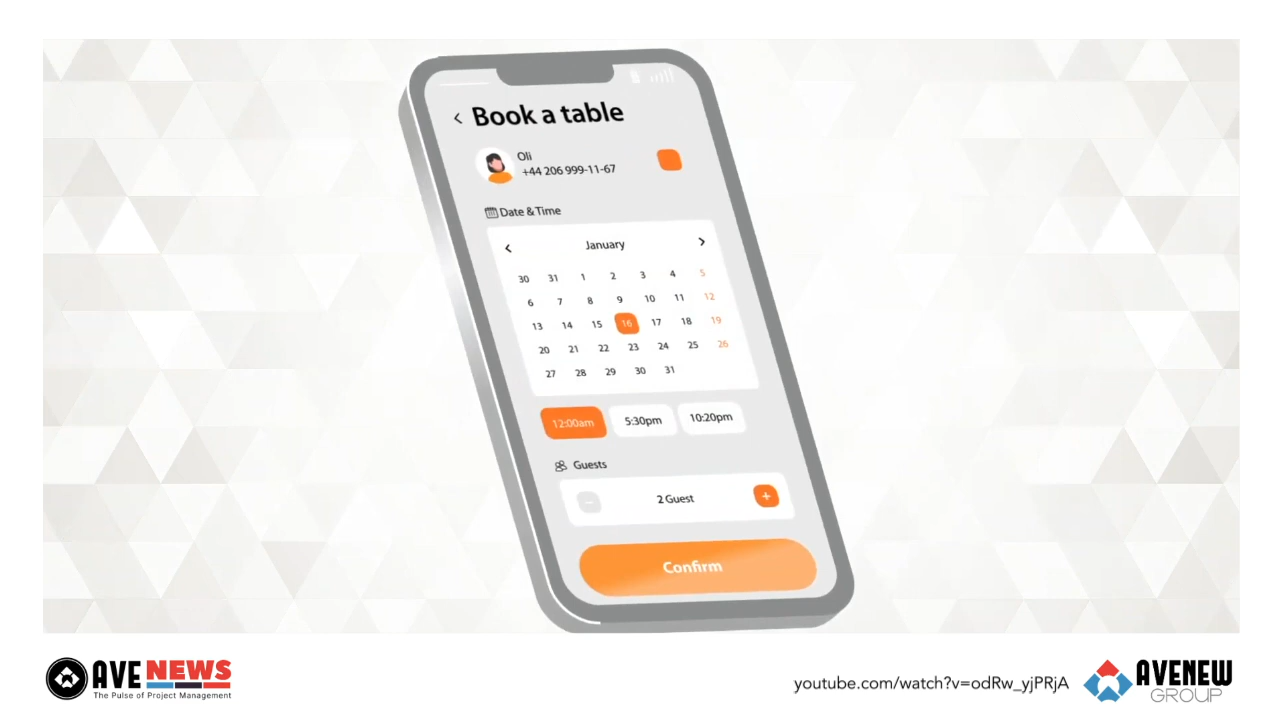 Book a table
Oli
+44 206 999-11-67
Date & Time
January
30 31 1 2 3 4 5
6 7 8 9 10 11 12
13 14 15 16 17 18 19
20 21 22 23 24 25 26
27 28 29 30 31
12:00am 5:30pm 10:20pm
Guests
2 Guest
Confirm
AVE NEWS
The Pulse of Project Management
youtube.com/watch?v=odRw_yjPRjA
AVENEW
GROUP